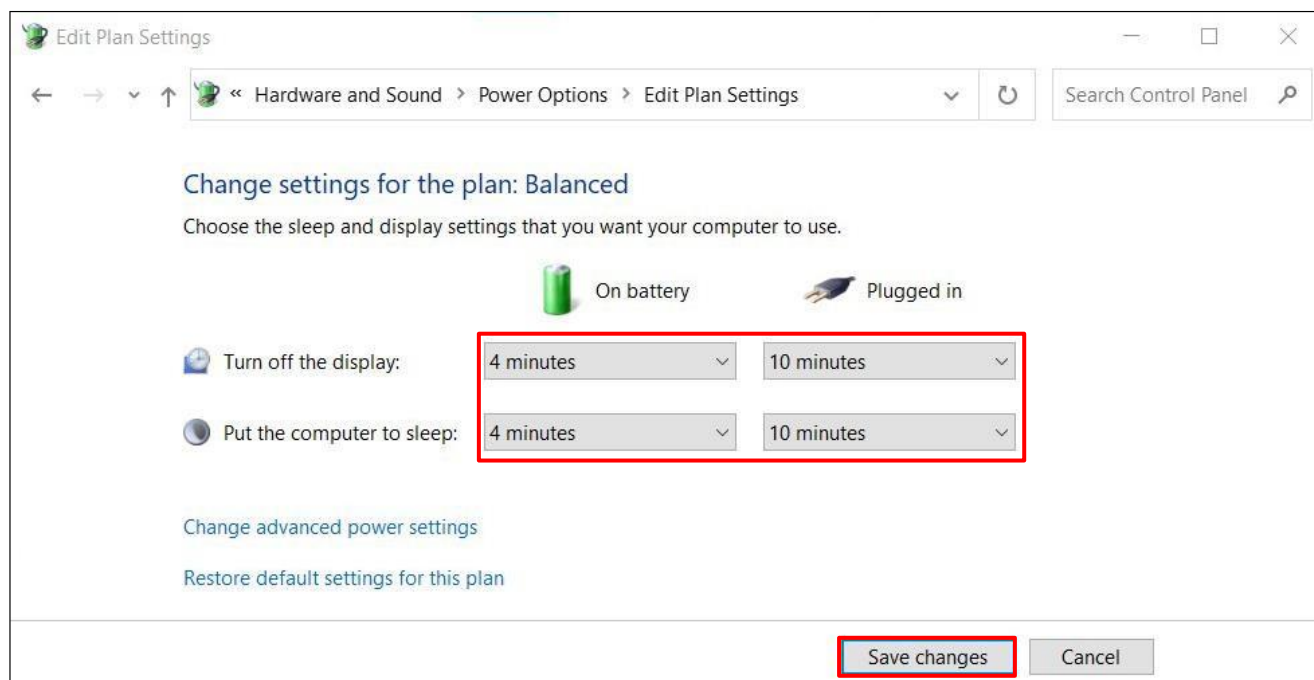 Edit Plan Settings
« Hardware and Sound > Power Options > Edit Plan Settings Search Control Panel
Change settings for the plan: Balanced
Choose the sleep and display settings that you want your computer to use.
On battery Plugged in
Turn off the display: 4 minutes 10 minutes
Put the computer to sleep: 4 minutes 10 minutes
Change advanced power settings
Restore default settings for this plan
Save changes Cancel